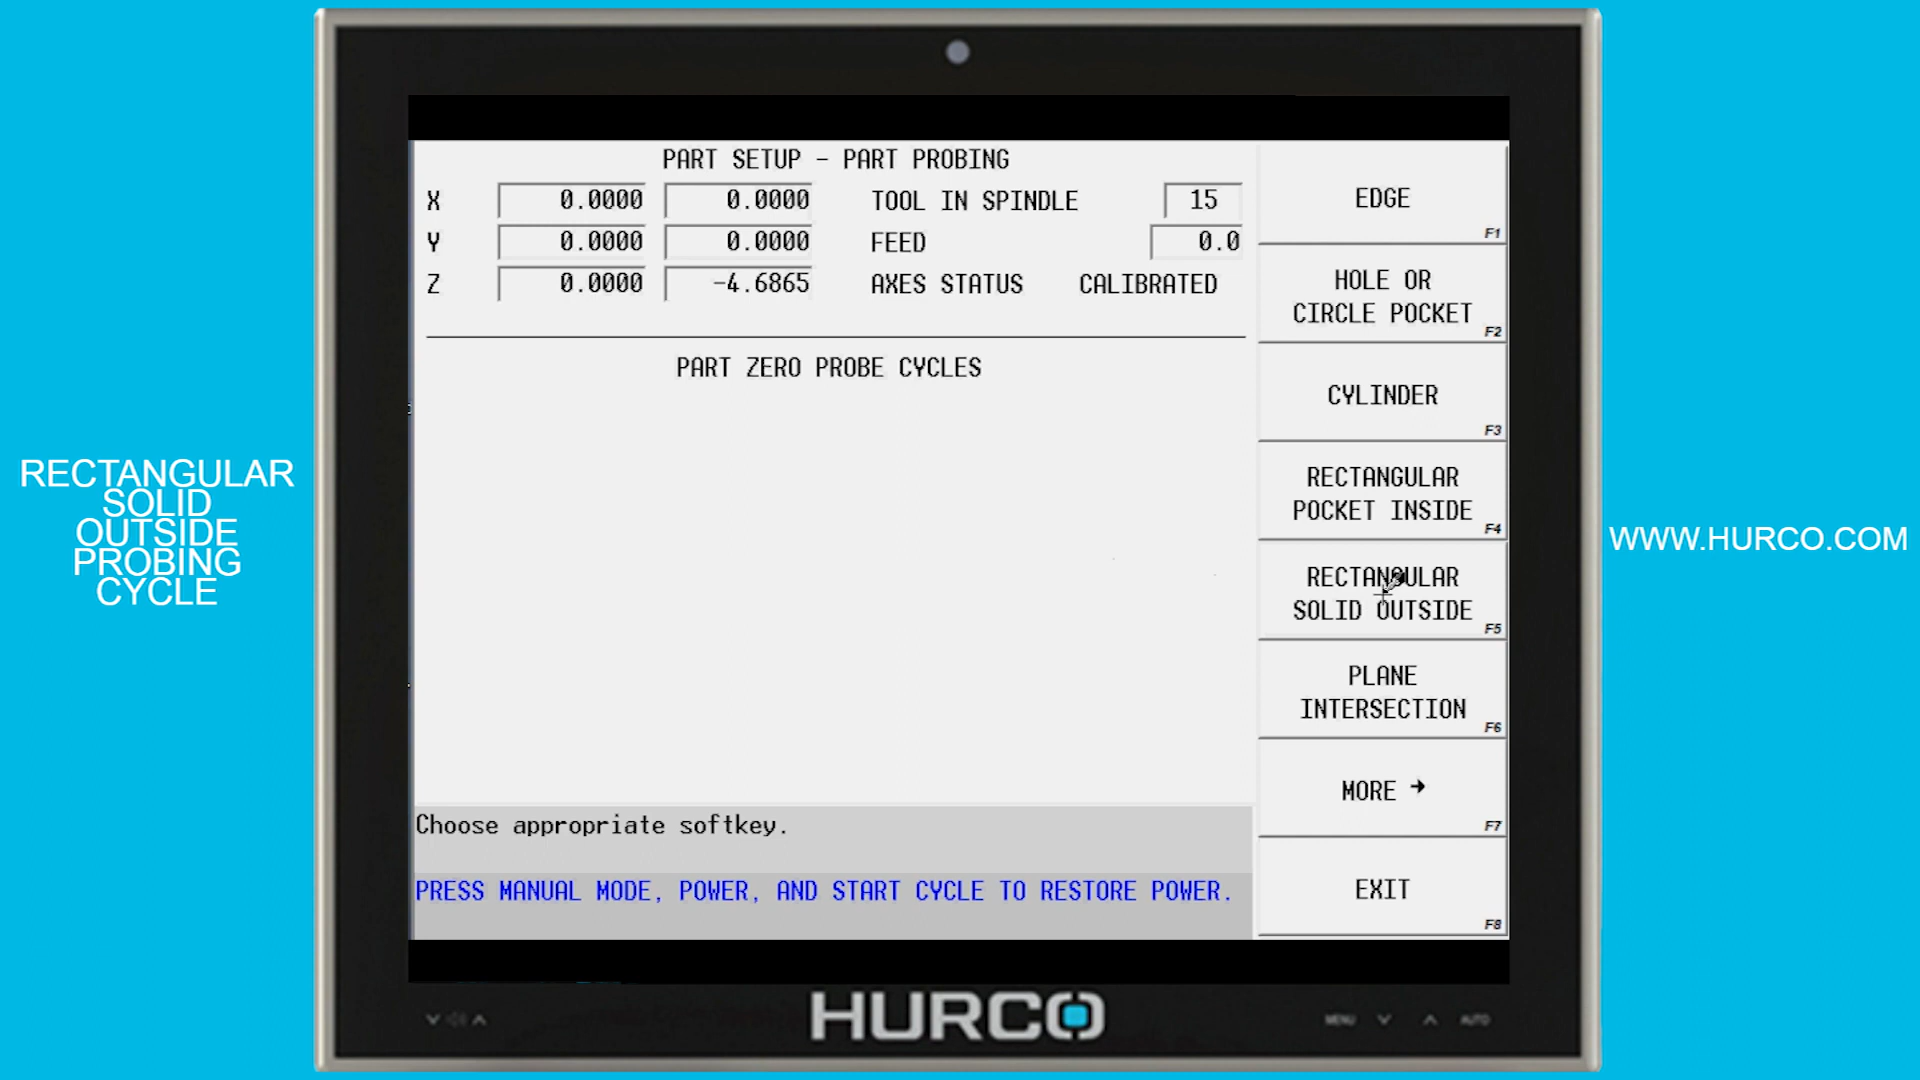 PART SETUP - PART PROBING
X 0.0000 0.0000 TOOL IN SPINDLE 15
Y 0.0000 0.0000 FEED 0.0
Z 0.0000 -4.6865 AXES STATUS CALIBRATED
PART ZERO PROBE CYCLES
EDGE
F1
HOLE OR
CIRCLE POCKET
F2
CYLINDER
F3
RECTANGULAR
POCKET INSIDE
F4
RECTANGULAR
SOLID OUTSIDE
F5
PLANE
INTERSECTION
F6
MORE →
F7
EXIT
F8
Choose appropriate softkey.
PRESS MANUAL MODE, POWER, AND START CYCLE TO RESTORE POWER.
RECTANGULAR
SOLID
OUTSIDE
PROBING
CYCLE
WWW.HURCO.COM
HURCO
MENU
AUTO